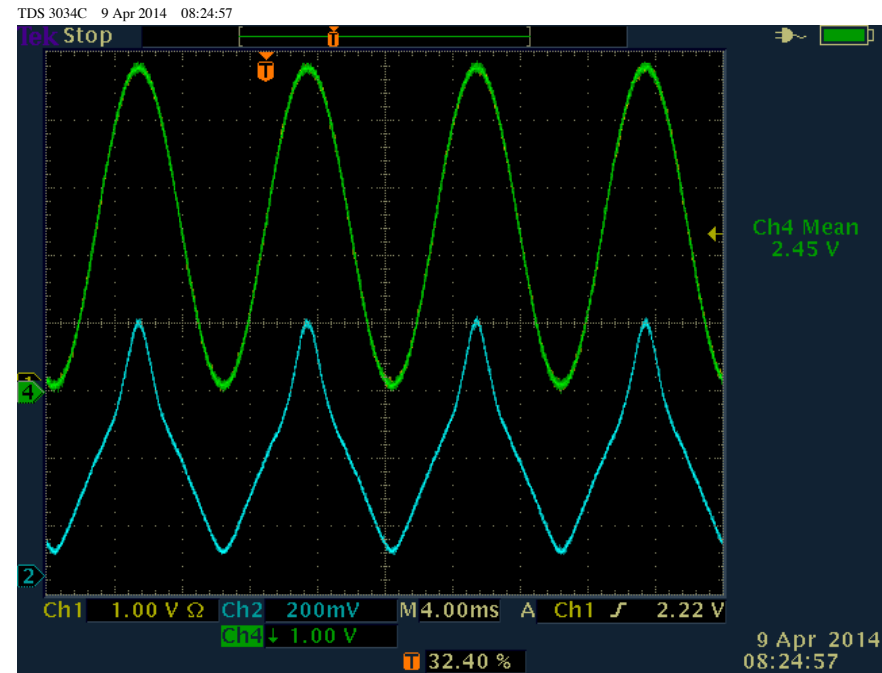 TDS 3034C 9 Apr 2014 08:24:57
Tek Stop
T
T
Ch4 Mean
2.45 V
4
2
Ch1 1.00 V Ω Ch2 200mV M 4.00ms A Ch1 2.22 V
Ch4 ↓ 1.00 V
T 32.40 %
9 Apr 2014
08:24:57